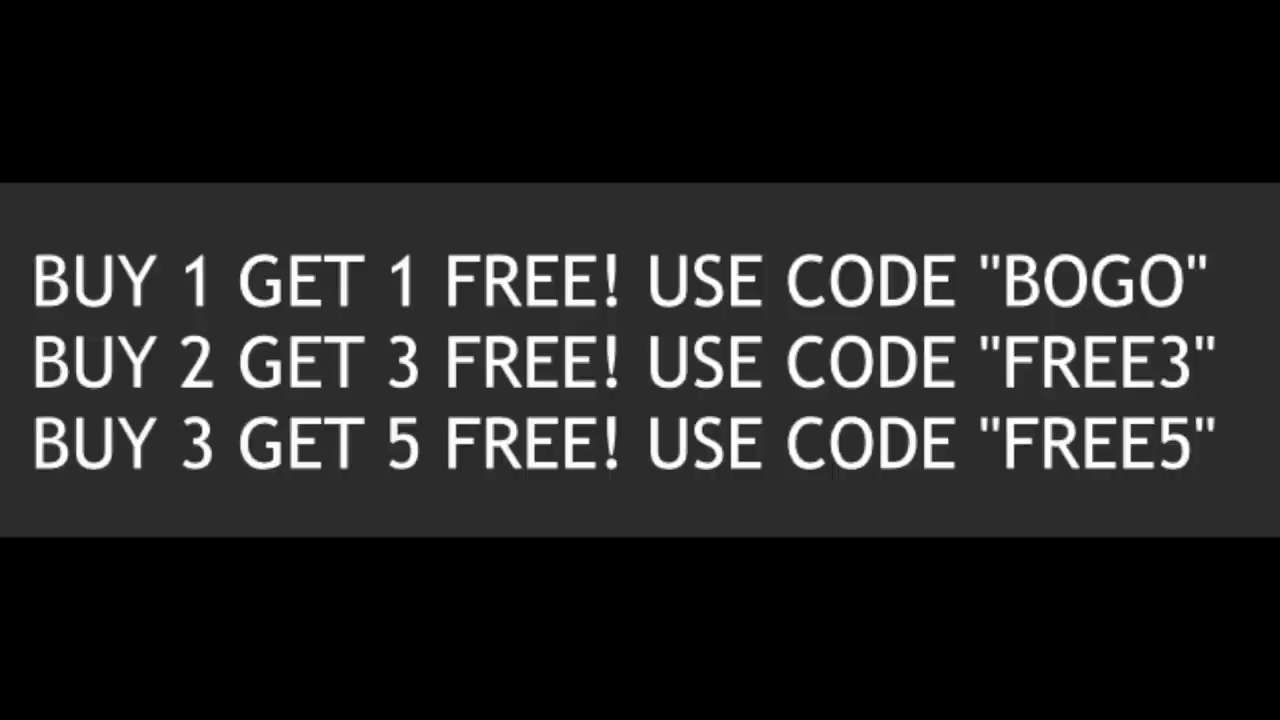 BUY 1 GET 1 FREE! USE CODE "BOGO"
BUY 2 GET 3 FREE! USE CODE "FREE3"
BUY 3 GET 5 FREE! USE CODE "FREE5"